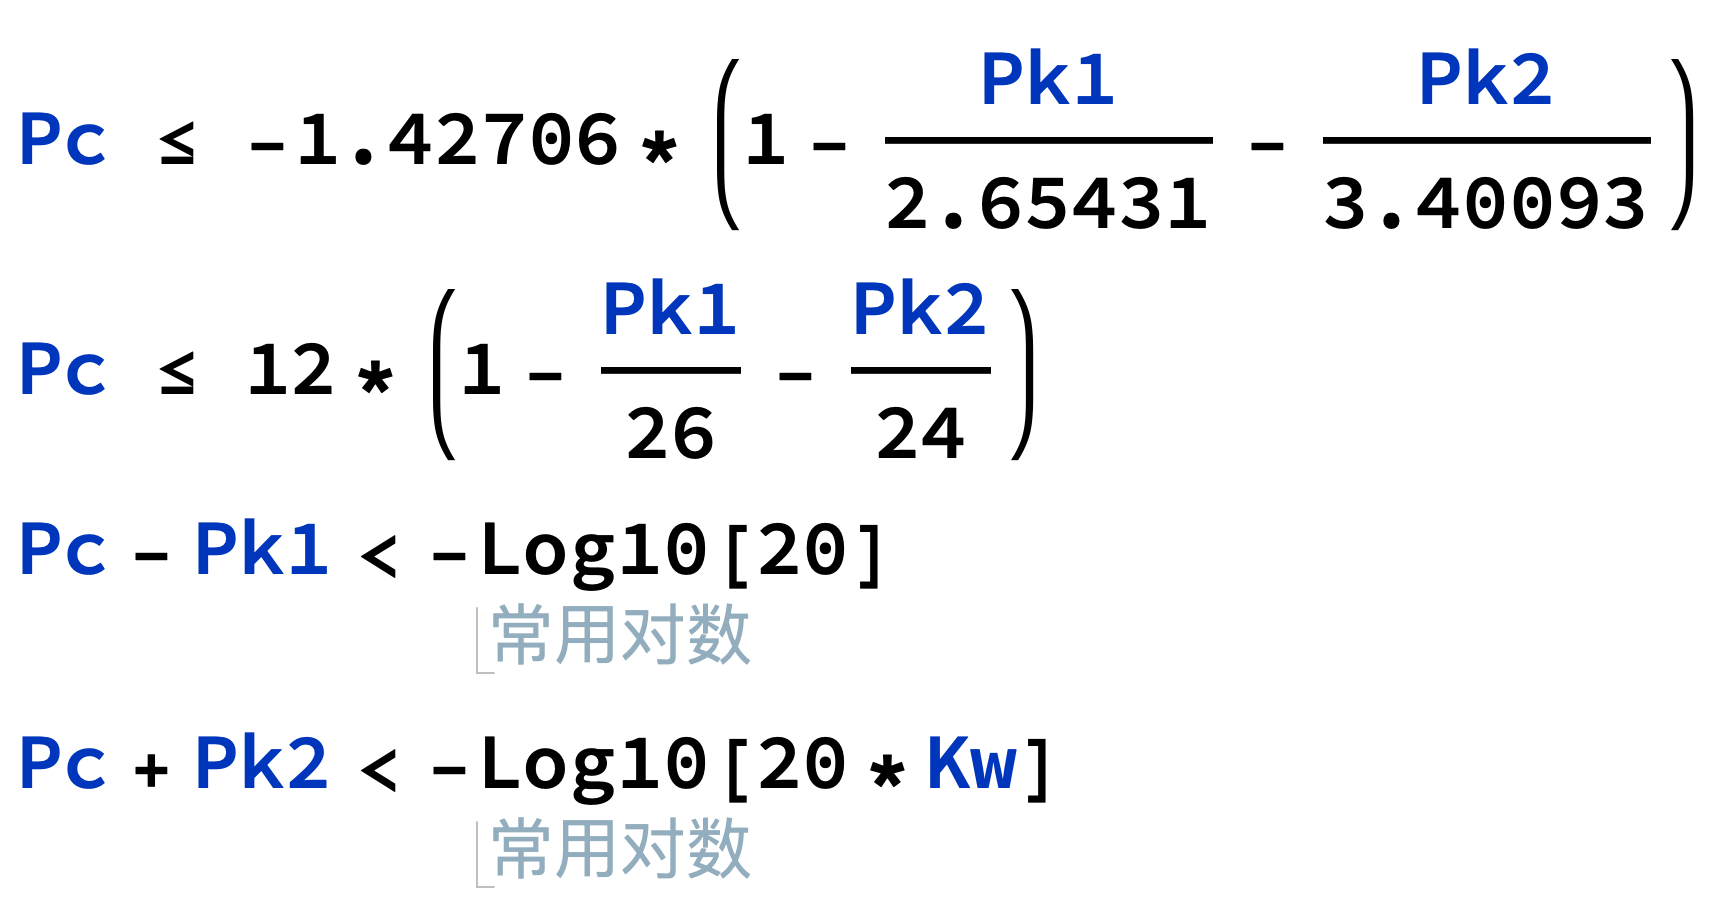 Pc ≤ -1.42706 * (1 - Pk1/2.65431 - Pk2/3.40093)
Pc ≤ 12 * (1 - Pk1/26 - Pk2/24)
Pc - Pk1 < -Log10[20]
常用对数
Pc + Pk2 < -Log10[20 * Kw]
常用对数